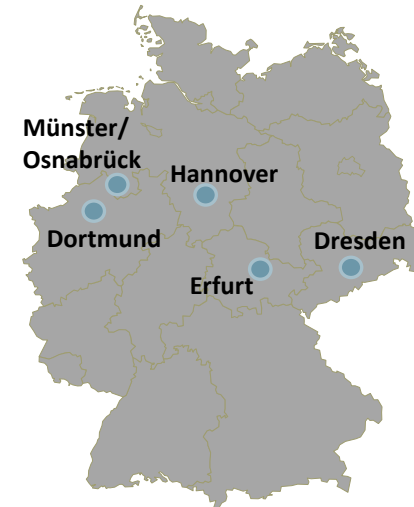 Münster/
Osnabrück
Hannover
Dortmund
Dresden
Erfurt